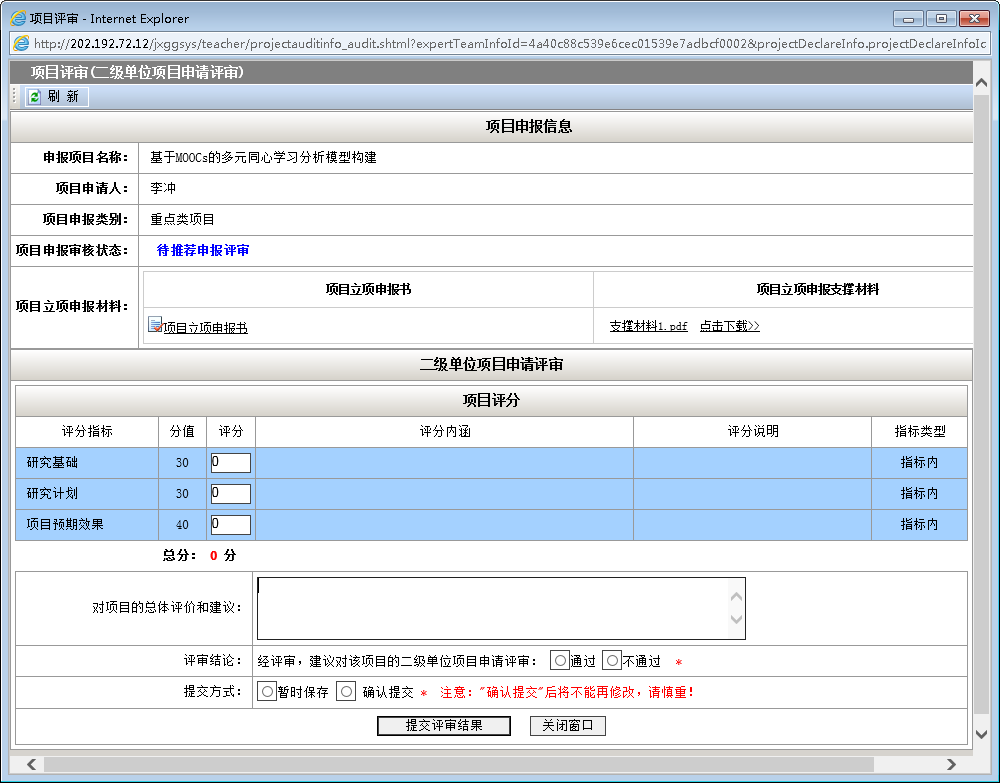 项目评审 - Internet Explorer
http://202.192.72.12/jxggsys/teacher/projectauditinfo_audit.shtml?expertTeamInfoId=4a40c88c539e6cec01539e7adbcf0002&projectDeclareInfo.projectDeclareInfoIc
项目评审(二级单位项目申请评审)
刷 新
项目申报信息
申报项目名称： 基于MOOCs的多元同心学习分析模型构建
项目申请人： 李冲
项目申报类别： 重点类项目
项目申报审核状态： 待推荐申报评审
项目立项申报材料：
项目立项申报书 项目立项申报支撑材料
项目立项申报书 支撑材料1.pdf 点击下载>>
二级单位项目申请评审
项目评分
评分指标 分值 评分 评分内涵 评分说明 指标类型
研究基础 30 0 指标内
研究计划 30 0 指标内
项目预期效果 40 0 指标内
总分： 0 分
对项目的总体评价和建议：
评审结论： 经评审，建议对该项目的二级单位项目申请评审： 通过 不通过 *
提交方式： 暂时保存 确认提交 * 注意："确认提交"后将不能再修改，请慎重！
提交评审结果 关闭窗口